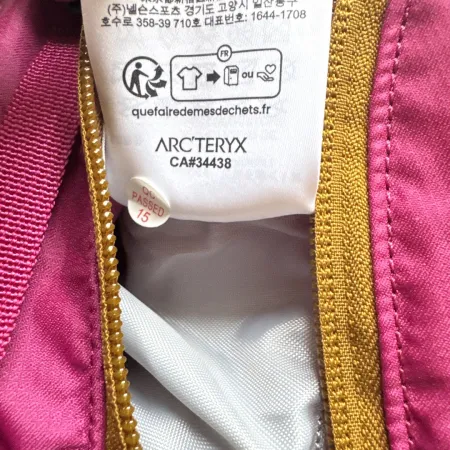 (주)넬슨스포츠 경기도 고양시 일산동구
호수로 358-39 710호 대표번호: 1644-1708
FR
ou
quefairedemesdechets.fr
ARC'TERYX
CA#34438
QC
PASSED
15